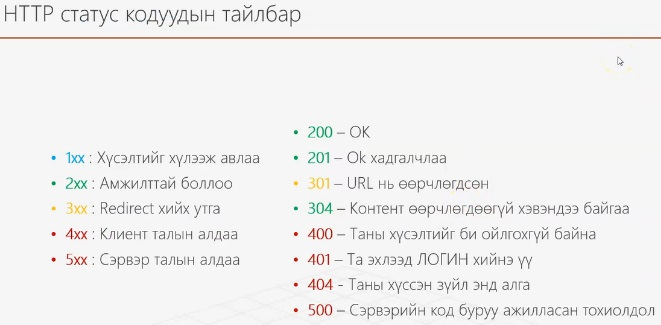 HTTP статус кодуудын тайлбар
• 1xx : Хүсэлтийг хүлээж авлаа
• 2xx : Амжилттай боллоо
• 3xx : Redirect хийх утга
• 4xx : Клиент талын алдаа
• 5xx : Сэрвэр талын алдаа
• 200 – OK
• 201 – Ok хадгалчлаа
• 301 – URL нь өөрчлөгдсөн
• 304 – Контент өөрчлөгдөөгүй хэвэндээ байгаа
• 400 – Таны хүсэлтийг би ойлгохгүй байна
• 401 – Та эхлээд ЛОГИН хийнэ үү
• 404 - Таны хүссэн зүйл энд алга
• 500 – Сэрвэрийн код буруу ажилласан тохиолдол